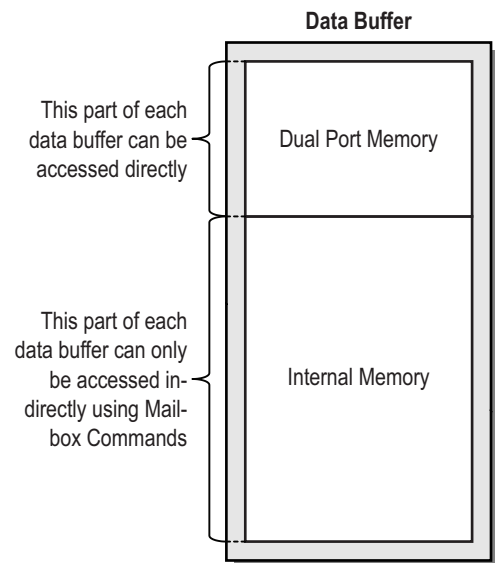 Data Buffer
This part of each
data buffer can be
accessed directly
Dual Port Memory
This part of each
data buffer can only
be accessed in-
directly using Mail-
box Commands
Internal Memory